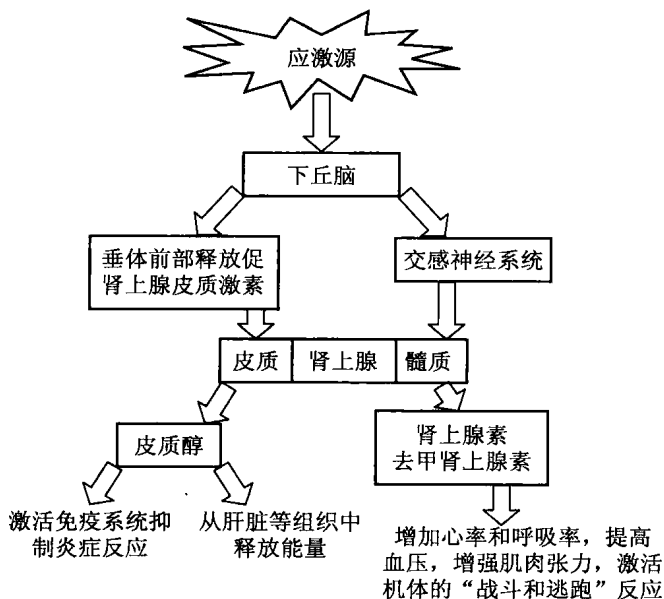 应激源
下丘脑
垂体前部释放促
肾上腺皮质激素
交感神经系统
皮质 肾上腺 髓质
皮质醇
肾上腺素
去甲肾上腺素
激活免疫系统抑
制炎症反应
从肝脏等组织中
释放能量
增加心率和呼吸率，提高
血压，增强肌肉张力，激活
机体的“战斗和逃跑”反应